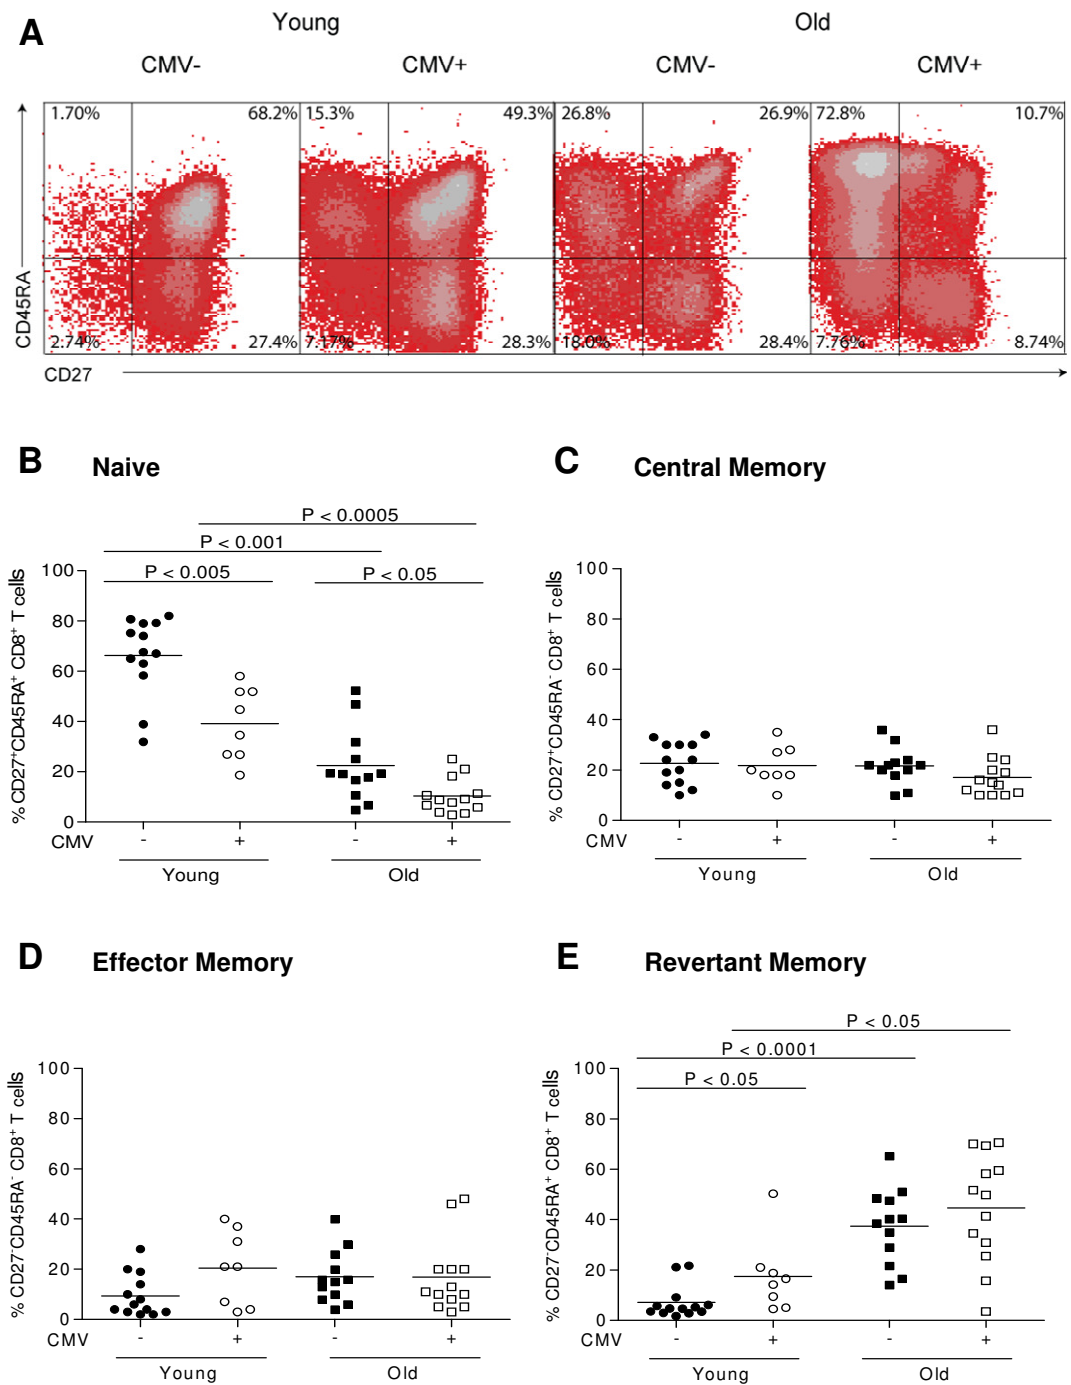 A
Young
Old
CMV-
CMV+
CMV-
CMV+
1.70%
68.2%
15.3%
49.3%
26.8%
26.9%
72.8%
10.7%
CD45RA
2.74%
27.4%
7.17%
28.3%
18.0%
28.4%
7.76%
8.74%
CD27
B
Naive
P < 0.0005
P < 0.001
P < 0.005
P < 0.05
% CD27+CD45RA+ CD8+ T cells
100
80
60
40
20
0
CMV
-
+
-
+
Young
Old
C
Central Memory
% CD27+CD45RA- CD8+ T cells
100
80
60
40
20
0
CMV
-
+
-
+
Young
Old
D
Effector Memory
% CD27-CD45RA- CD8+ T cells
100
80
60
40
20
0
CMV
-
+
-
+
Young
Old
E
Revertant Memory
P < 0.05
P < 0.0001
P < 0.05
% CD27-CD45RA+ CD8+ T cells
100
80
60
40
20
0
CMV
-
+
-
+
Young
Old